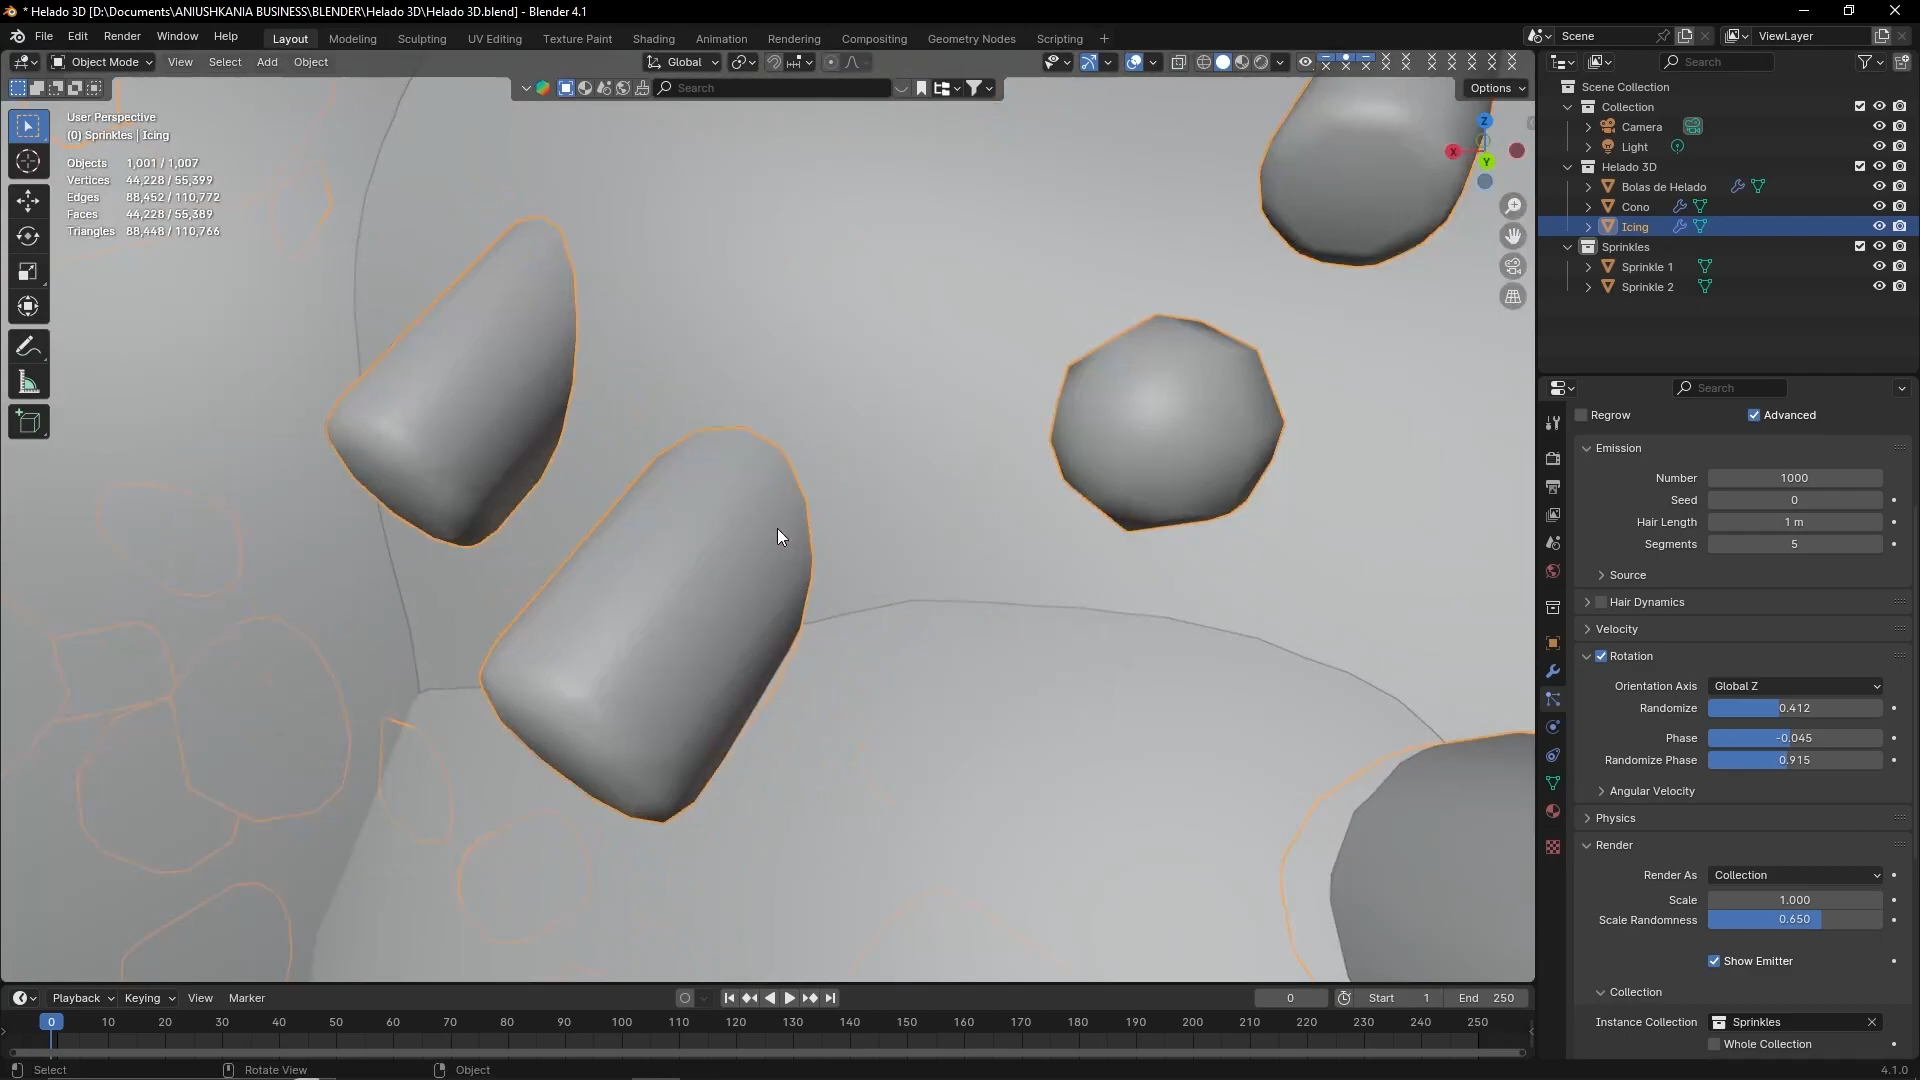 * Helado 3D [D:\Documents\ANIUSHKANIA BUSINESS\BLENDER\Helado 3D\Helado 3D.blend] - Blender 4.1
File Edit Render Window Help
Layout Modeling Sculpting UV Editing Texture Paint Shading Animation Rendering Compositing Geometry Nodes Scripting +
Scene ViewLayer
Object Mode View Select Add Object
Global
Search
Search
Options
User Perspective
(0) Sprinkles | Icing
Objects 1,001 / 1,007
Vertices 44,228 / 55,399
Edges 88,452 / 110,772
Faces 44,228 / 55,389
Triangles 88,448 / 110,766
Z
X
Y
Scene Collection
Collection
Camera
Light
Helado 3D
Bolas de Helado
Cono
Icing
Sprinkles
Sprinkle 1
Sprinkle 2
Search
Regrow Advanced
Emission
Number 1000
Seed 0
Hair Length 1 m
Segments 5
Source
Hair Dynamics
Velocity
Rotation
Orientation Axis Global Z
Randomize 0.412
Phase -0.045
Randomize Phase 0.915
Angular Velocity
Physics
Render
Render As Collection
Scale 1.000
Scale Randomness 0.650
Show Emitter
Collection
Instance Collection Sprinkles
Whole Collection
Playback Keying View Marker
0 Start 1 End 250
0 10 20 30 40 50 60 70 80 90 100 110 120 130 140 150 160 170 180 190 200 210 220 230 240 250
Select Rotate View Object 4.1.0